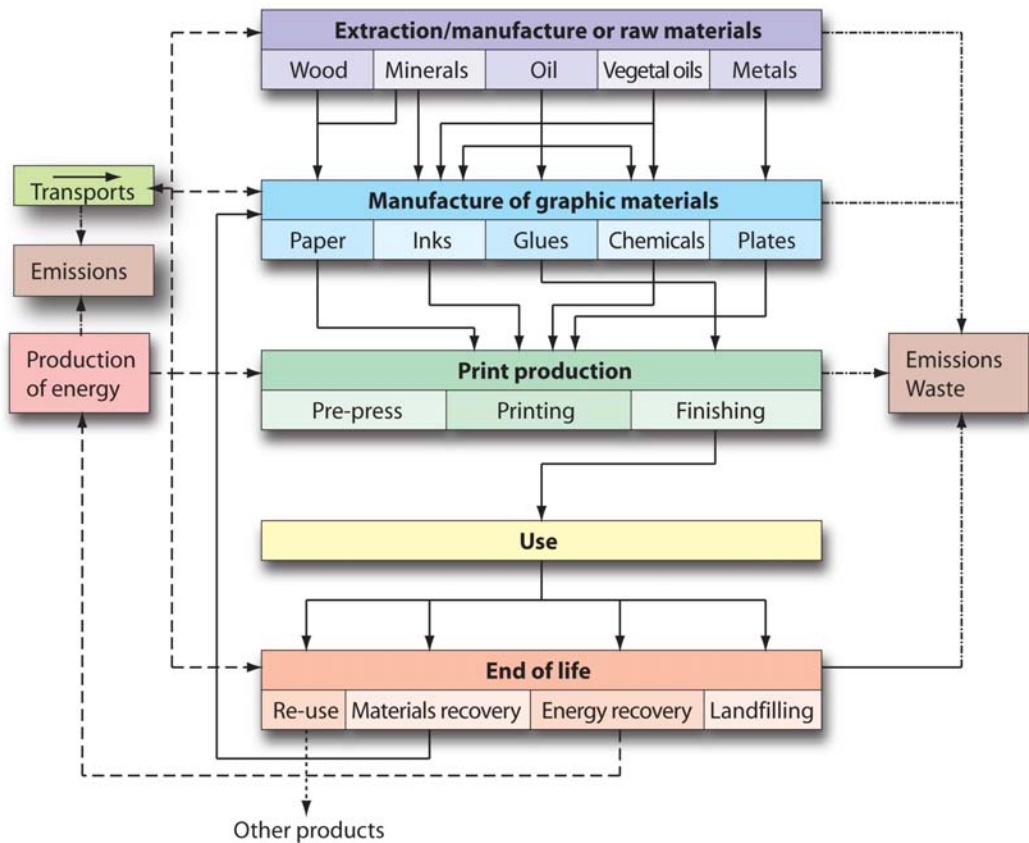 Extraction/manufacture or raw materials
Wood Minerals Oil Vegetal oils Metals
Transports
Manufacture of graphic materials
Paper Inks Glues Chemicals Plates
Emissions
Production
of energy
Print production
Pre-press Printing Finishing
Emissions
Waste
Use
End of life
Re-use Materials recovery Energy recovery Landfilling
Other products